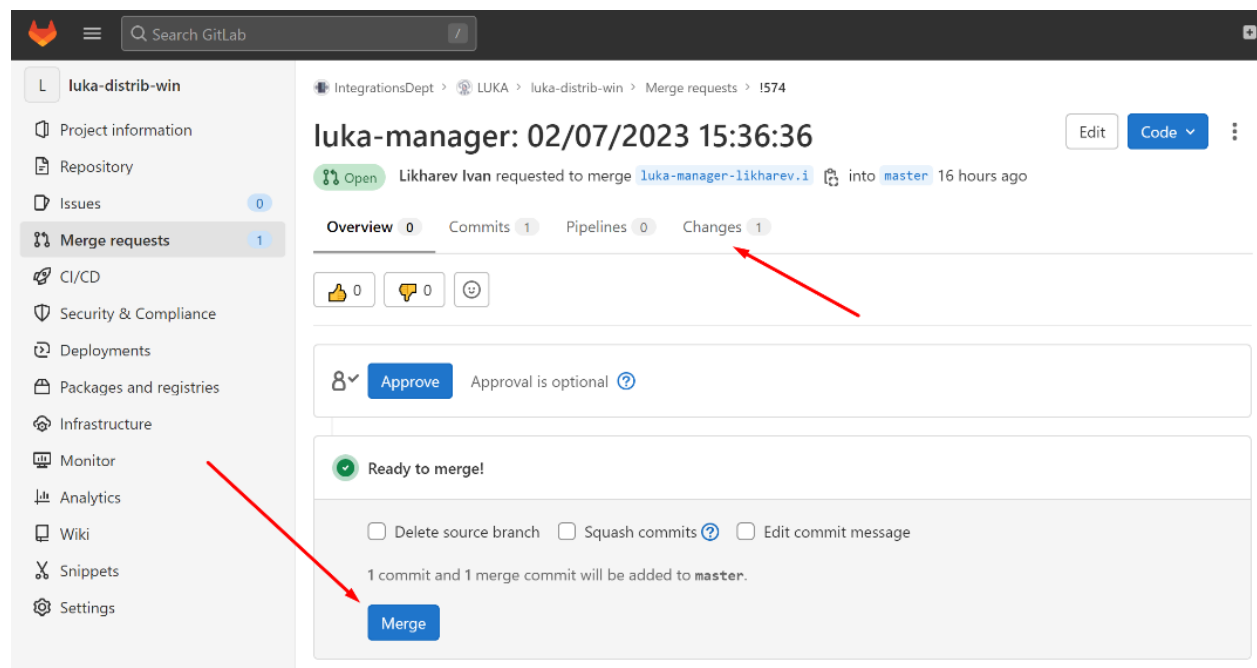 Search GitLab /
L luka-distrib-win
Project information
Repository
Issues 0
Merge requests 1
CI/CD
Security & Compliance
Deployments
Packages and registries
Infrastructure
Monitor
Analytics
Wiki
Snippets
Settings
IntegrationsDept > LUKA > luka-distrib-win > Merge requests > !574
luka-manager: 02/07/2023 15:36:36
Edit Code
Open Likharev Ivan requested to merge luka-manager-likharev.i into master 16 hours ago
Overview 0 Commits 1 Pipelines 0 Changes 1
0 0
Approve Approval is optional ?
Ready to merge!
Delete source branch Squash commits ? Edit commit message
1 commit and 1 merge commit will be added to master.
Merge